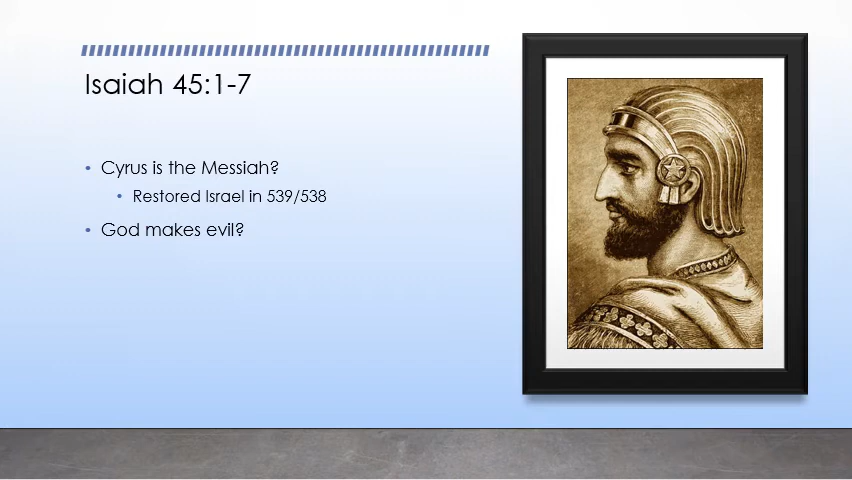 Isaiah 45:1-7
Cyrus is the Messiah?
Restored Israel in 539/538
God makes evil?